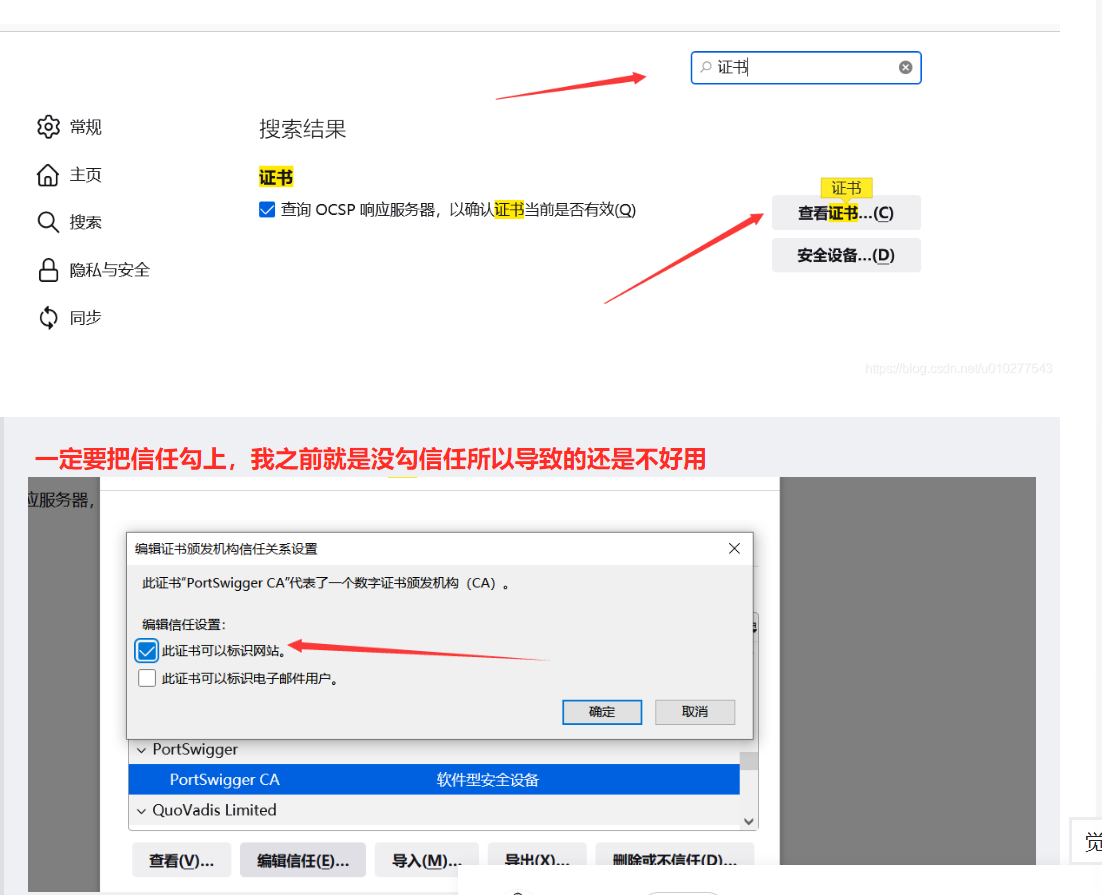 证书
搜索结果
常规
主页
搜索
隐私与安全
同步
证书
查询 OCSP 响应服务器，以确认证书当前是否有效(Q)
证书
查看证书...(C)
安全设备...(D)
https://blog.csdn.net/u010277543
一定要把信任勾上，我之前就是没勾信任所以导致的还是不好用
应服务器，
编辑证书颁发机构信任关系设置
此证书“PortSwigger CA”代表了一个数字证书颁发机构（CA）。
编辑信任设置：
此证书可以标识网站。
此证书可以标识电子邮件用户。
确定 取消
PortSwigger
PortSwigger CA 软件型安全设备
QuoVadis Limited
查看(V)... 编辑信任(E)... 导入(M)... 导出(X)... 删除或不信任(D)...
觉